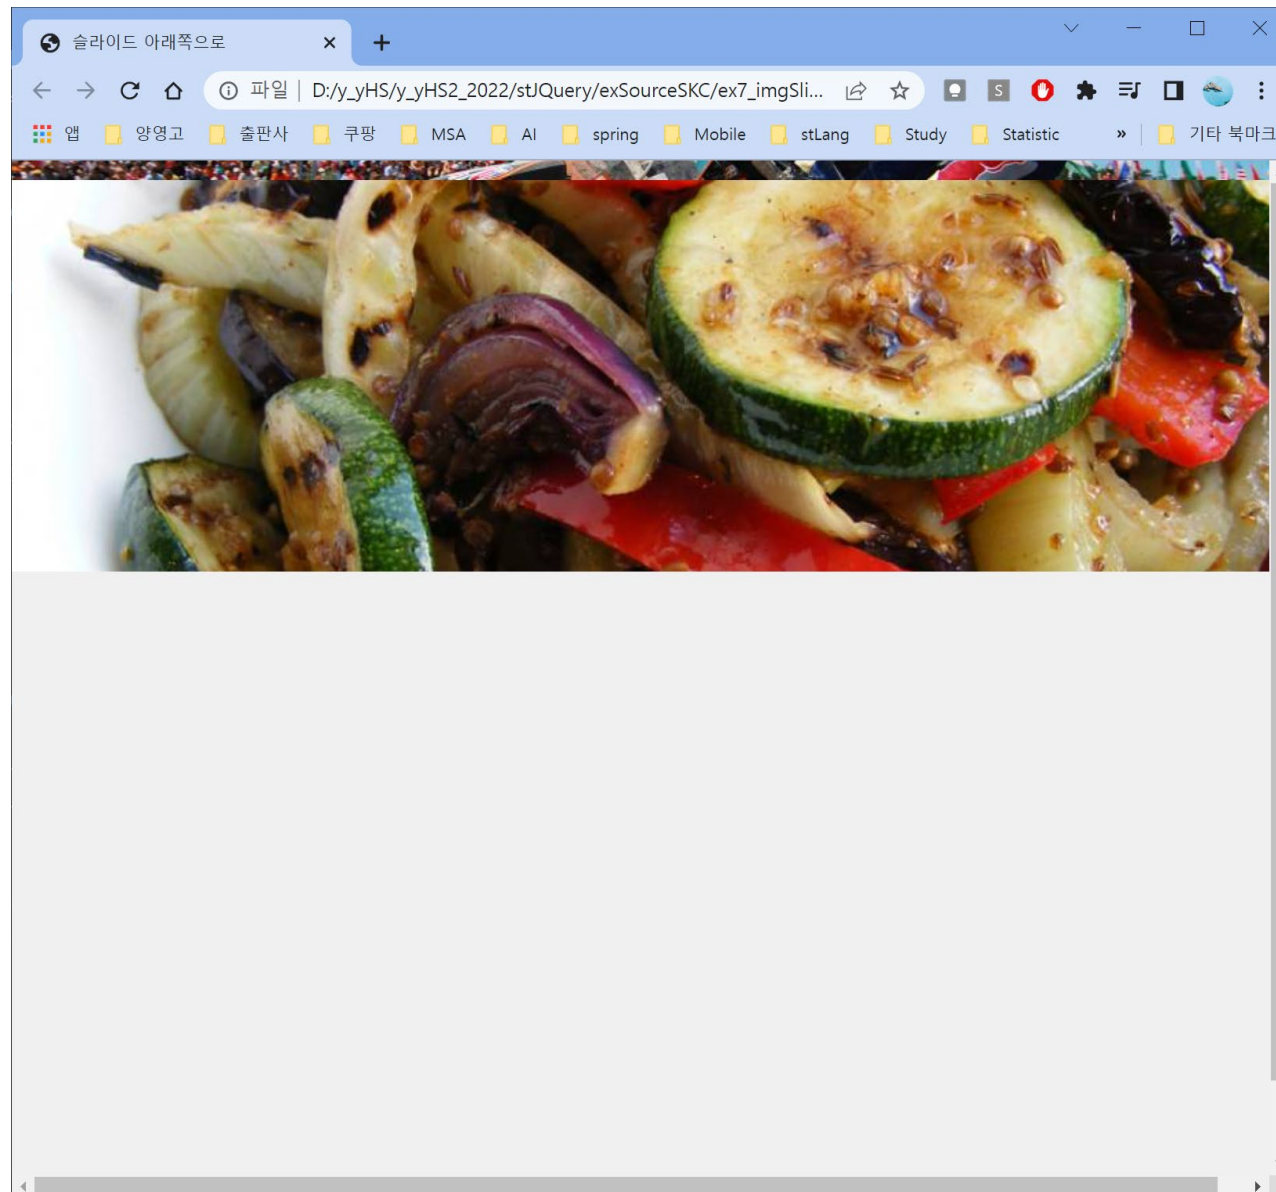 슬라이드 아래쪽으로
파일 D:/y_yHS/y_yHS2_2022/stJQuery/exSourceSKC/ex7_imgSli...
S
앱 양영고 출판사 쿠팡 MSA AI spring Mobile stLang Study Statistic » 기타 북마크